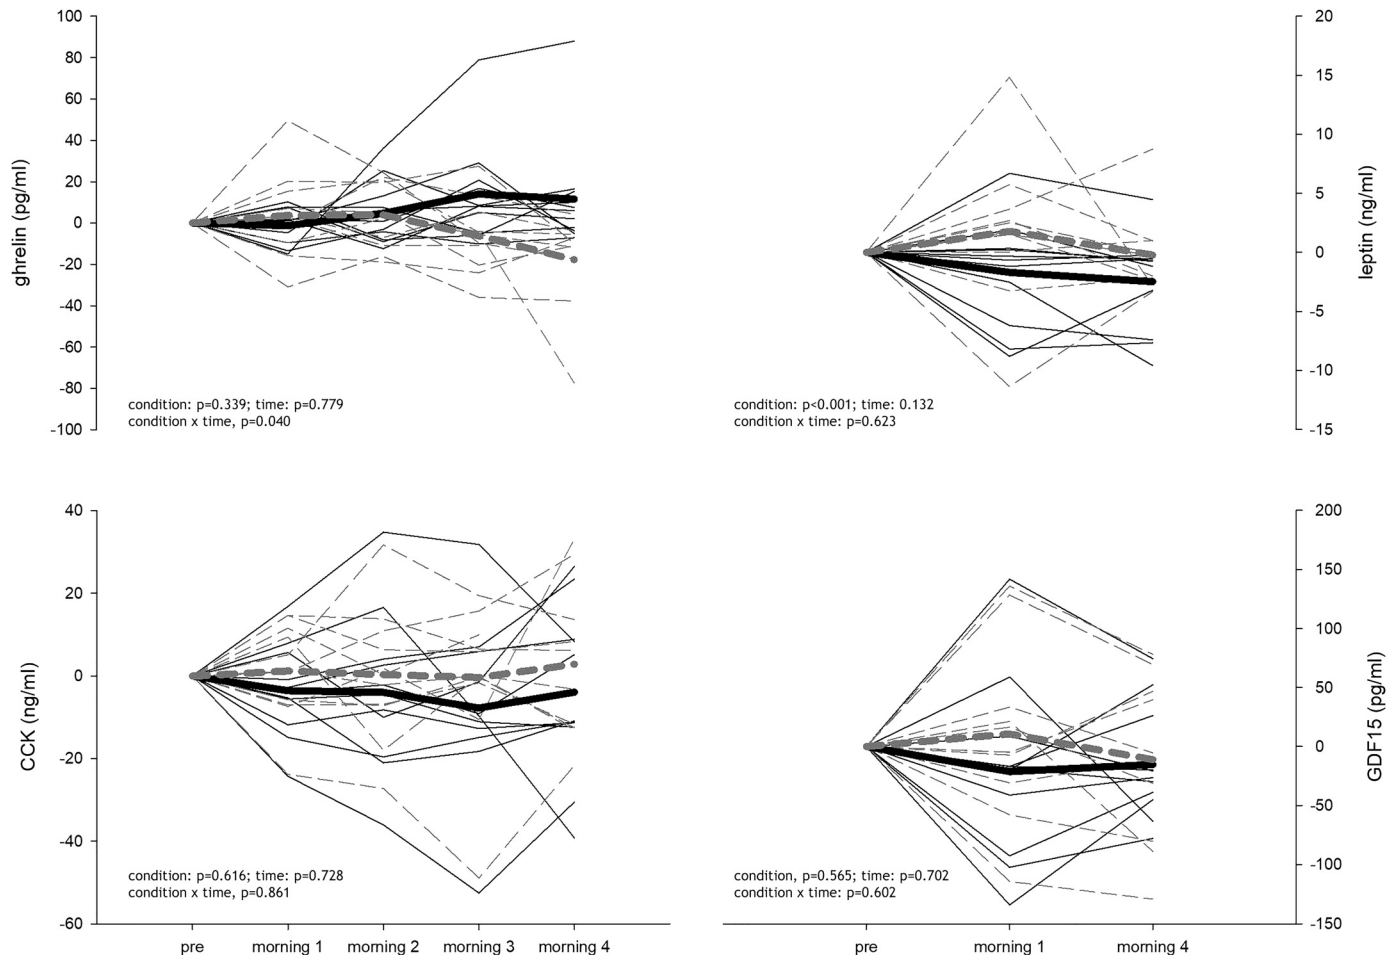 100
80
60
40
20
0
-20
-40
-60
-80
-100
ghrelin (pg/ml)
condition: p=0.339; time: p=0.779
condition x time, p=0.040
20
15
10
5
0
-5
-10
-15
leptin (ng/ml)
condition: p<0.001; time: 0.132
condition x time: p=0.623
40
20
0
-20
-40
-60
CCK (ng/ml)
condition: p=0.616; time: p=0.728
condition x time, p=0.861
pre morning 1 morning 2 morning 3 morning 4
200
150
100
50
0
-50
-100
-150
GDF15 (pg/ml)
condition, p=0.565; time: p=0.702
condition x time: p=0.602
pre morning 1 morning 4